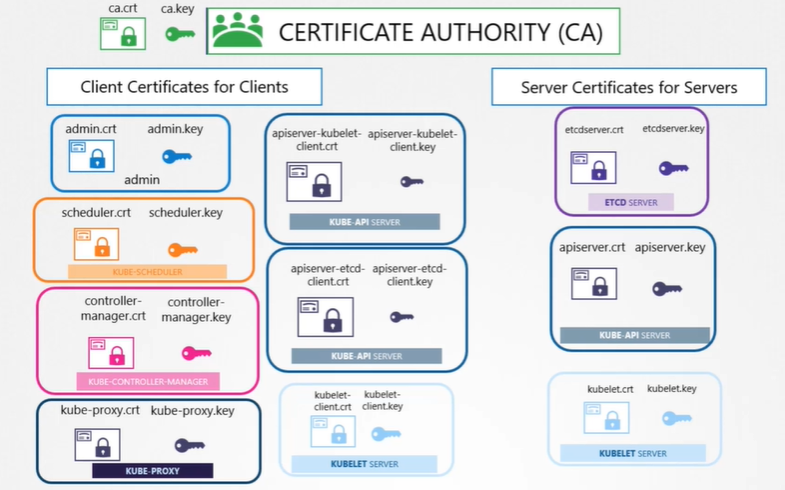 ca.crt
ca.key
CERTIFICATE AUTHORITY (CA)
Client Certificates for Clients
admin.crt
admin.key
admin
scheduler.crt
scheduler.key
KUBE-SCHEDULER
controller-
manager.crt
controller-
manager.key
KUBE-CONTROLLER-MANAGER
kube-proxy.crt
kube-proxy.key
KUBE-PROXY
apiserver-kubelet-
client.crt
apiserver-kubelet-
client.key
KUBE-API SERVER
apiserver-etcd-
client.crt
apiserver-etcd-
client.key
KUBE-API SERVER
kubelet-
client.crt
kubelet-
client.key
KUBELET SERVER
Server Certificates for Servers
etcdserver.crt
etcdserver.key
ETCD SERVER
apiserver.crt
apiserver.key
KUBE-API SERVER
kubelet.crt
kubelet.key
KUBELET SERVER